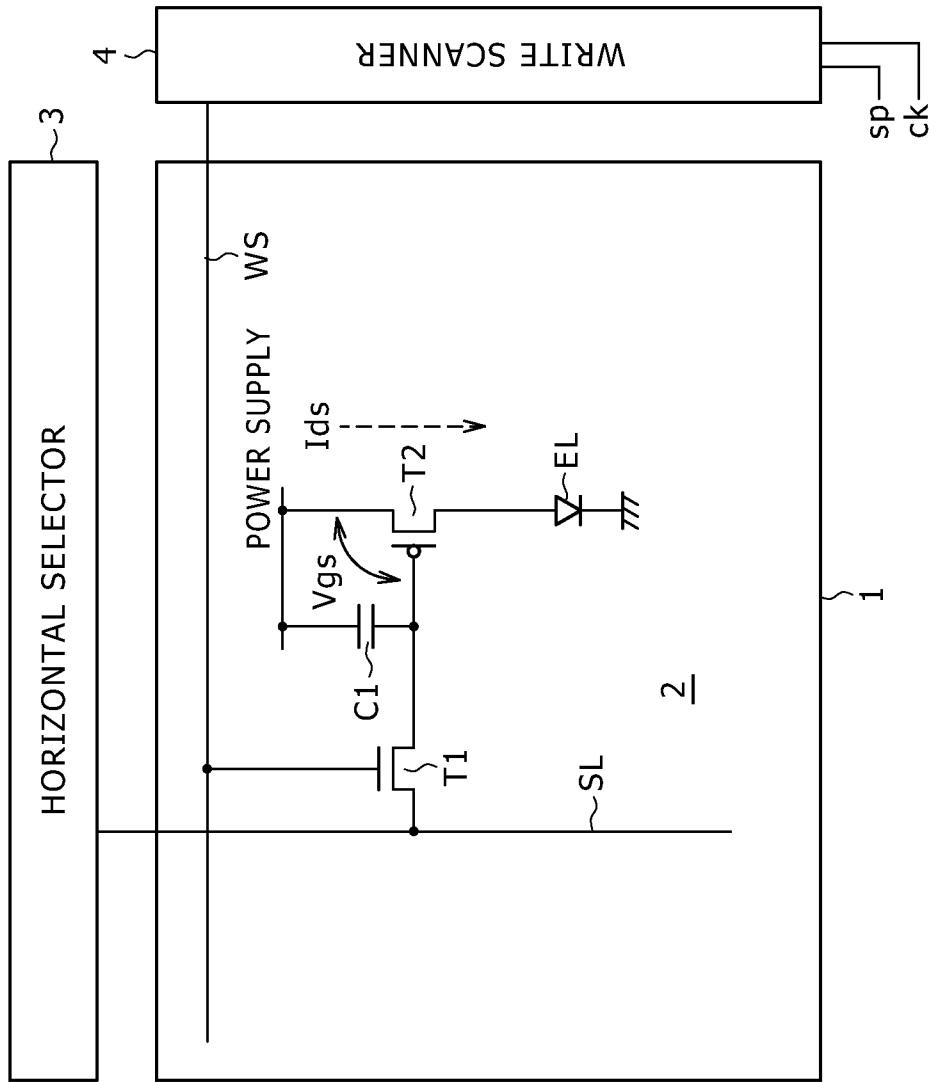 HORIZONTAL SELECTOR
3
4
WRITE SCANNER
sp
ck
WS
POWER SUPPLY
Ids
Vgs
C1
T2
T1
EL
SL
2
1